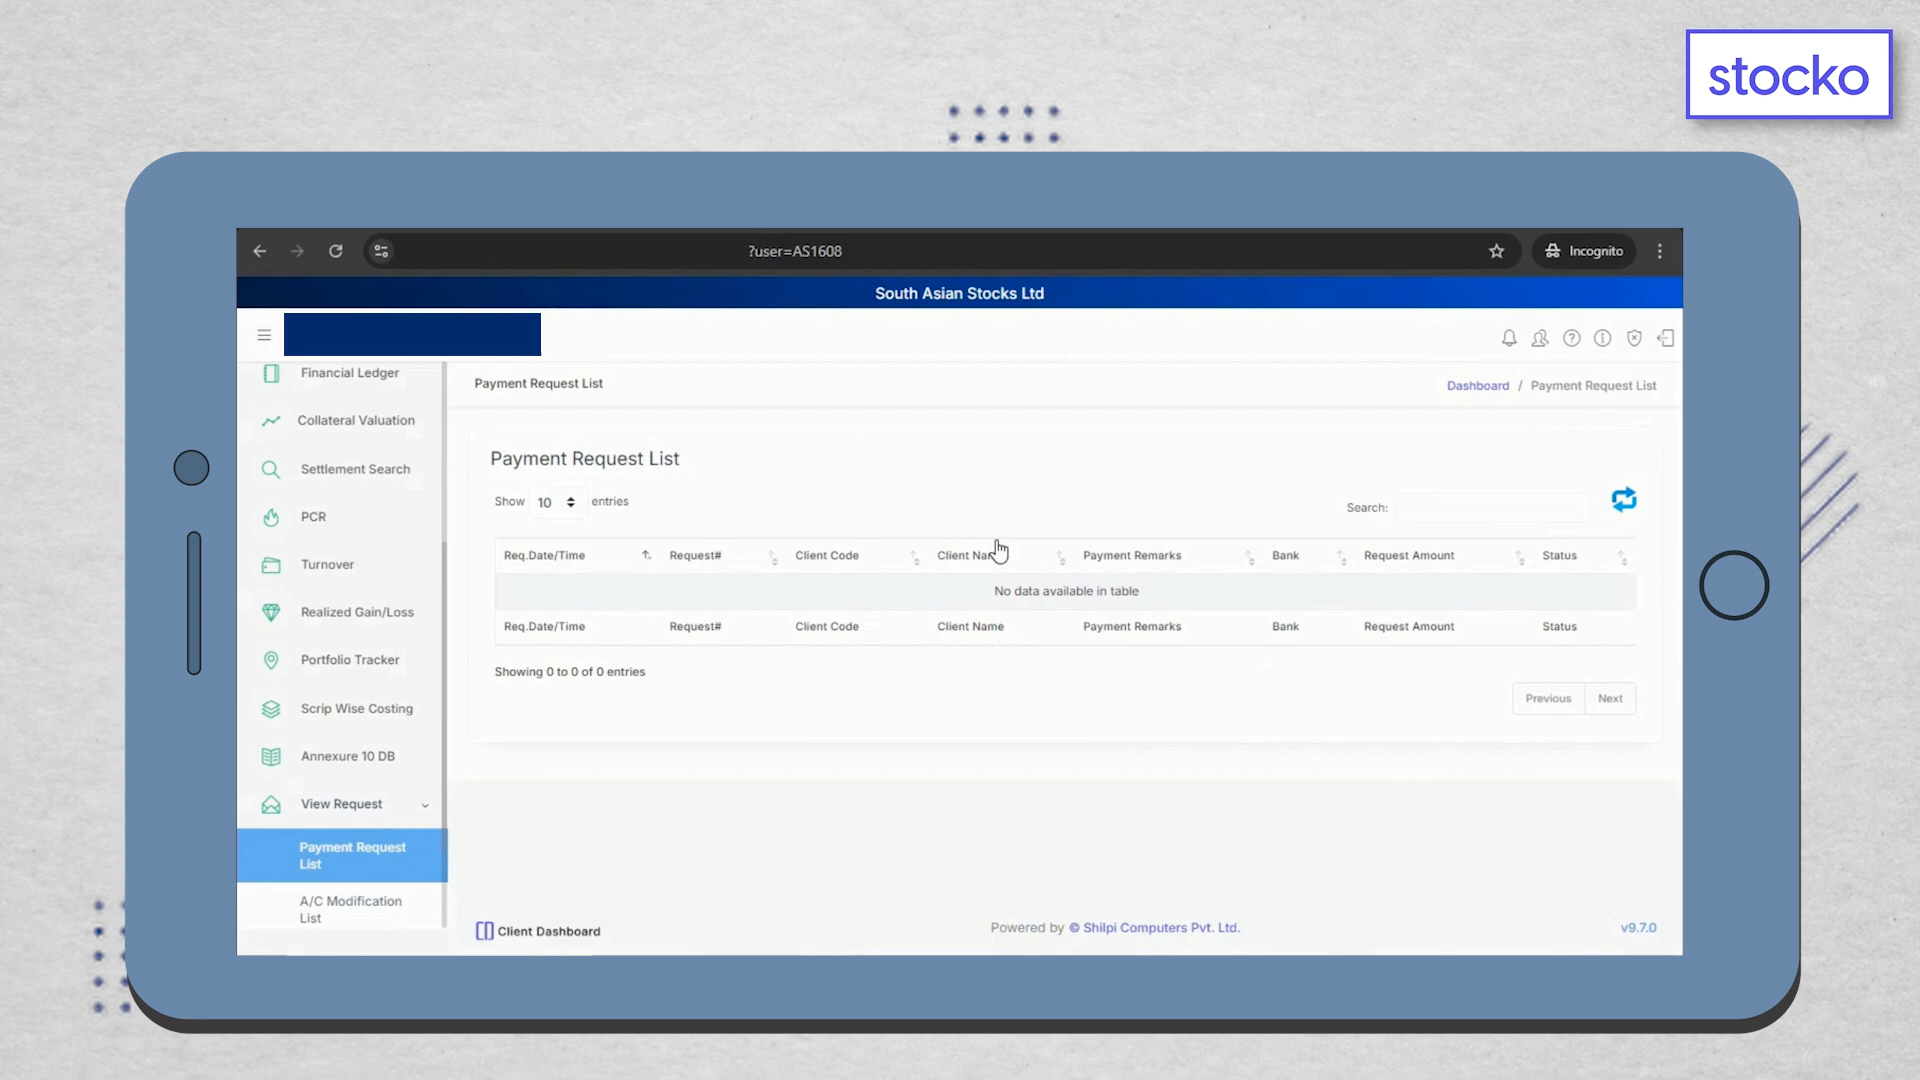 stocko
?user=AS1608
Incognito
South Asian Stocks Ltd
Financial Ledger
Collateral Valuation
Settlement Search
PCR
Turnover
Realized Gain/Loss
Portfolio Tracker
Scrip Wise Costing
Annexure 10 DB
View Request
Payment Request
List
A/C Modification
List
Payment Request List
Dashboard / Payment Request List
Payment Request List
Show 10 entries
Search:
Req.Date/Time Request# Client Code Client Name Payment Remarks Bank Request Amount Status
No data available in table
Req.Date/Time Request# Client Code Client Name Payment Remarks Bank Request Amount Status
Showing 0 to 0 of 0 entries
Previous Next
Client Dashboard
Powered by © Shilpi Computers Pvt. Ltd.
v9.7.0